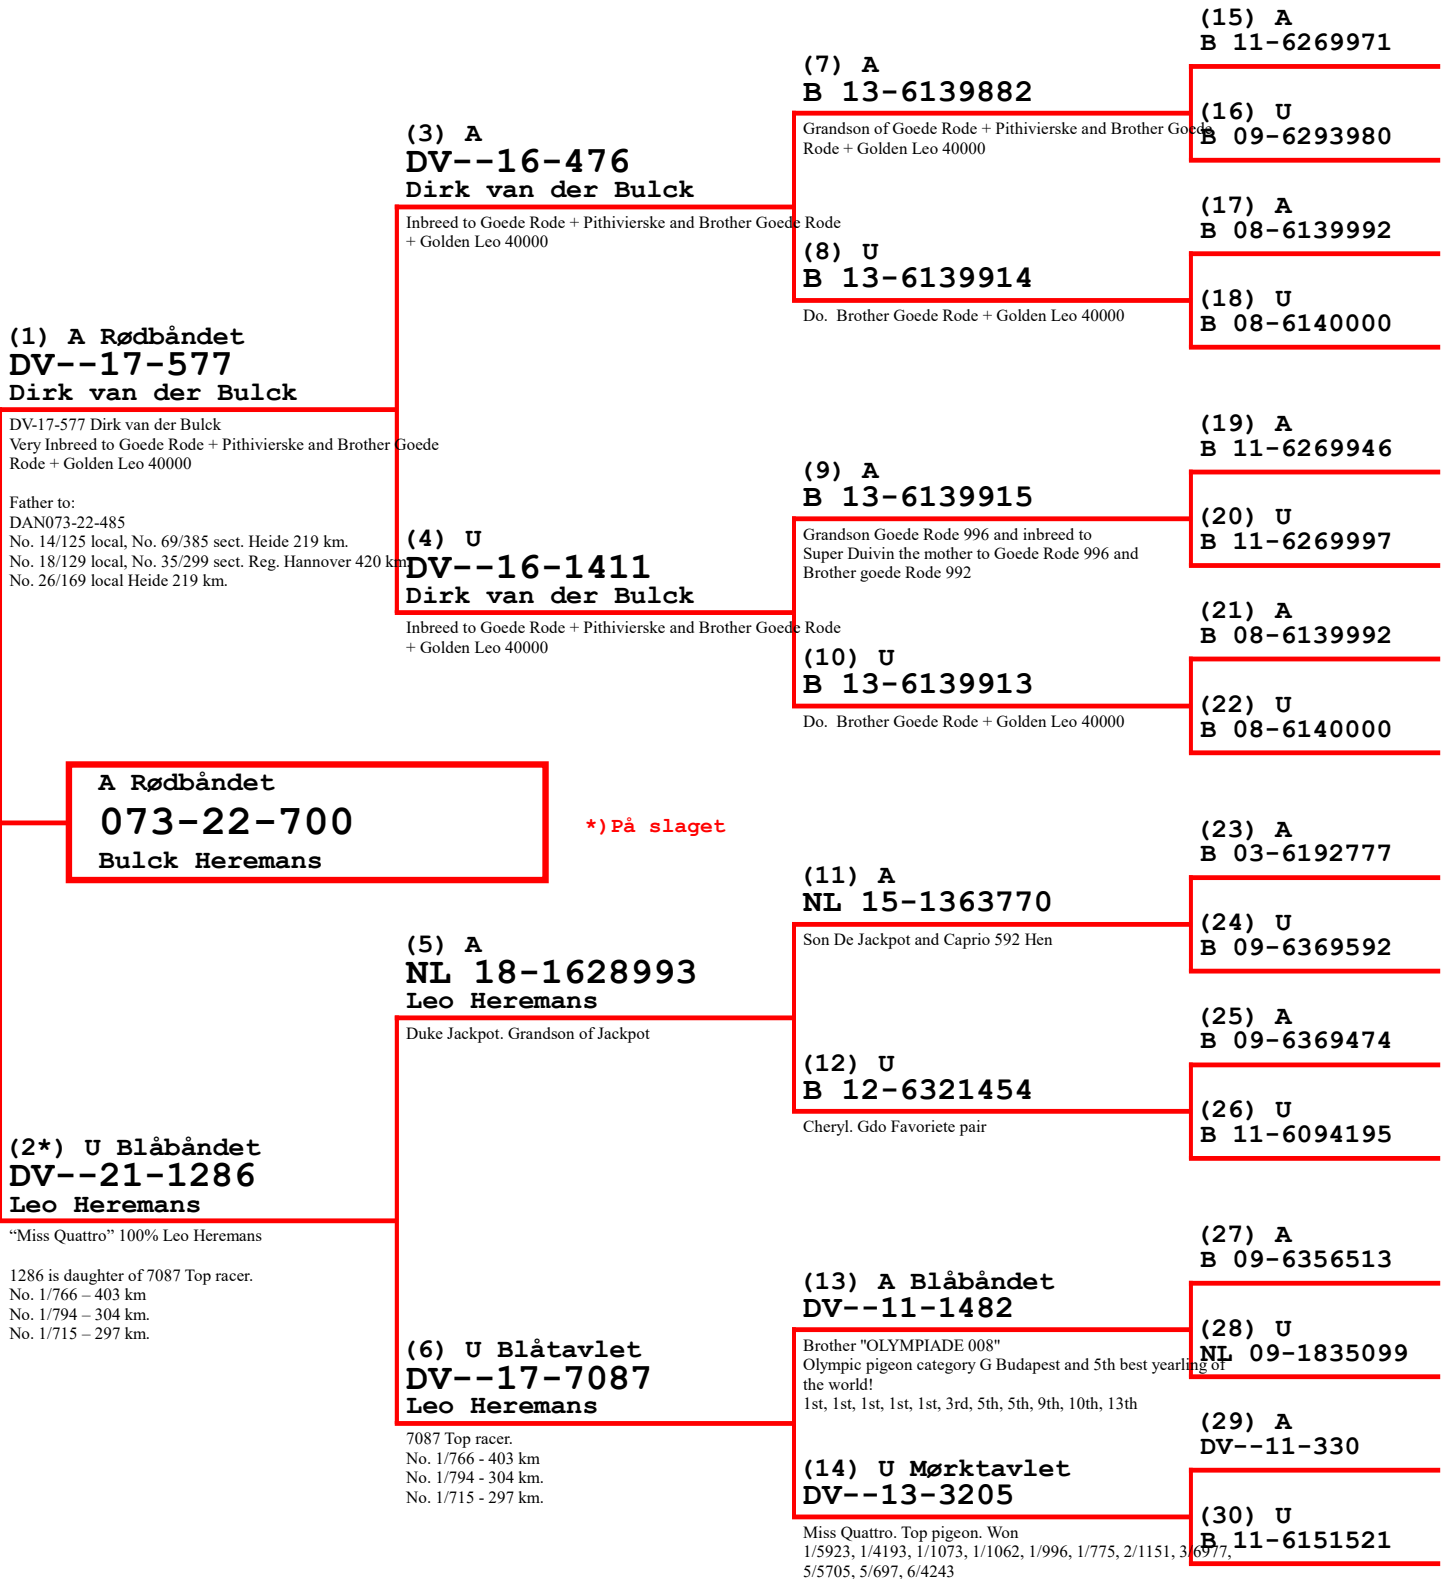 (1) A Rødbåndet
DV--17-577
Dirk van der Bulck
DV-17-577 Dirk van der Bulck
Very Inbreed to Goede Rode + Pithivierske and Brother Goede
Rode + Golden Leo 40000
Father to:
DAN073-22-485
No. 14/125 local, No. 69/385 sect. Heide 219 km.
No. 18/129 local, No. 35/299 sect. Reg. Hannover 420 km.
No. 26/169 local Heide 219 km.
A Rødbåndet
073-22-700
Bulck Heremans
*)På slaget
(2*) U Blåbåndet
DV--21-1286
Leo Heremans
“Miss Quattro” 100% Leo Heremans
1286 is daughter of 7087 Top racer.
No. 1/766 – 403 km
No. 1/794 – 304 km.
No. 1/715 – 297 km.
(3) A
DV--16-476
Dirk van der Bulck
Inbreed to Goede Rode + Pithivierske and Brother Goede Rode
+ Golden Leo 40000
(4) U
DV--16-1411
Dirk van der Bulck
Inbreed to Goede Rode + Pithivierske and Brother Goede Rode
+ Golden Leo 40000
(5) A
NL 18-1628993
Leo Heremans
Duke Jackpot. Grandson of Jackpot
(6) U Blåtavlet
DV--17-7087
Leo Heremans
7087 Top racer.
No. 1/766 - 403 km
No. 1/794 - 304 km.
No. 1/715 - 297 km.
(7) A
B 13-6139882
Grandson of Goede Rode + Pithivierske and Brother Goede
Rode + Golden Leo 40000
(8) U
B 13-6139914
Do. Brother Goede Rode + Golden Leo 40000
(9) A
B 13-6139915
Grandson Goede Rode 996 and inbreed to
Super Duivin the mother to Goede Rode 996 and
Brother goede Rode 992
(10) U
B 13-6139913
Do. Brother Goede Rode + Golden Leo 40000
(11) A
NL 15-1363770
Son De Jackpot and Caprio 592 Hen
(12) U
B 12-6321454
Cheryl. Gdo Favoriete pair
(13) A Blåbåndet
DV--11-1482
Brother "OLYMPIADE 008"
Olympic pigeon category G Budapest and 5th best yearling of
the world!
1st, 1st, 1st, 1st, 1st, 3rd, 5th, 5th, 9th, 10th, 13th
(14) U Mørktavlet
DV--13-3205
Miss Quattro. Top pigeon. Won
1/5923, 1/4193, 1/1073, 1/1062, 1/996, 1/775, 2/1151, 3/6977,
5/5705, 5/697, 6/4243
(15) A
B 11-6269971
(16) U
B 09-6293980
(17) A
B 08-6139992
(18) U
B 08-6140000
(19) A
B 11-6269946
(20) U
B 11-6269997
(21) A
B 08-6139992
(22) U
B 08-6140000
(23) A
B 03-6192777
(24) U
B 09-6369592
(25) A
B 09-6369474
(26) U
B 11-6094195
(27) A
B 09-6356513
(28) U
NL 09-1835099
(29) A
DV--11-330
(30) U
B 11-6151521